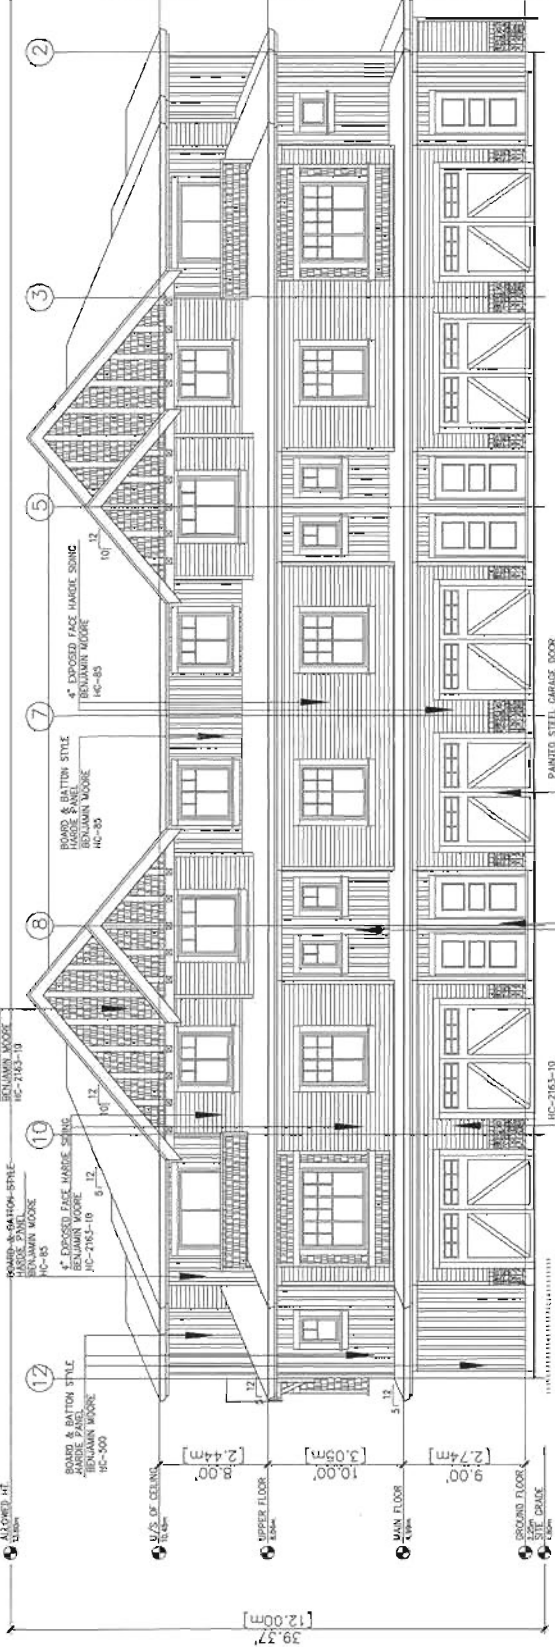 ALLOWED HT.
U/S OF CEILING
UPPER FLOOR
MAIN FLOOR
GROUND FLOOR
SITE GRADE
39.37'
[12.00m]
8.00'
[2.44m]
10.00'
[3.05m]
9.00'
[2.74m]
12
10
8
7
5
3
2
BOARD & BATTON STYLE
HARDIE PANEL
BENJAMIN MOORE
HC-500
BOARD & BATTON STYLE
HARDIE PANEL
BENJAMIN MOORE
HC-85
4" EXPOSED FACE HARDIE SIDING
BENJAMIN MOORE
HC-2163-10
BENJAMIN MOORE
HC-2163-10
BOARD & BATTON STYLE
HARDIE PANEL
BENJAMIN MOORE
HC-85
4" EXPOSED FACE HARDIE SIDING
BENJAMIN MOORE
HC-85
12
5
12
10
12
10
12
5
12
5
HC-2163-10
PAINTED STEEL GARAGE DOOR